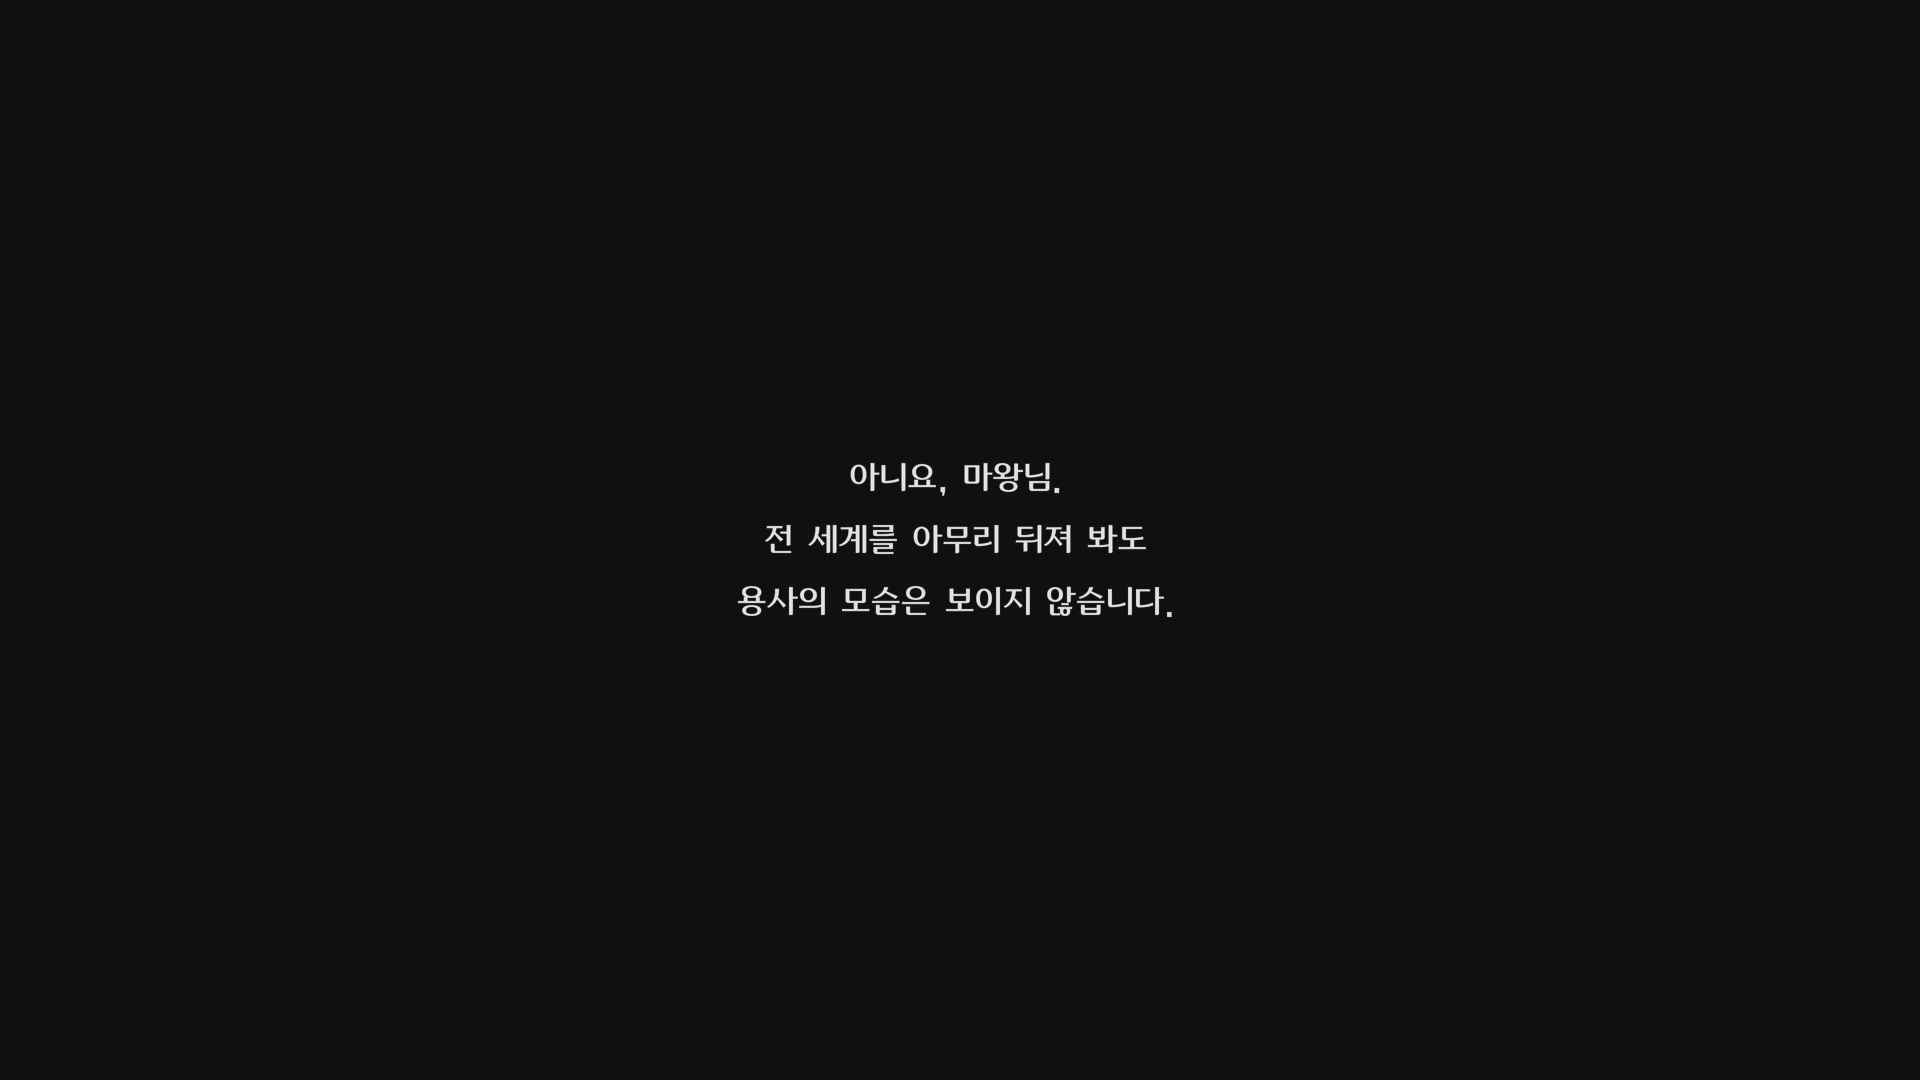 아니요, 마왕님.
전 세계를 아무리 뒤져 봐도
용사의 모습은 보이지 않습니다.